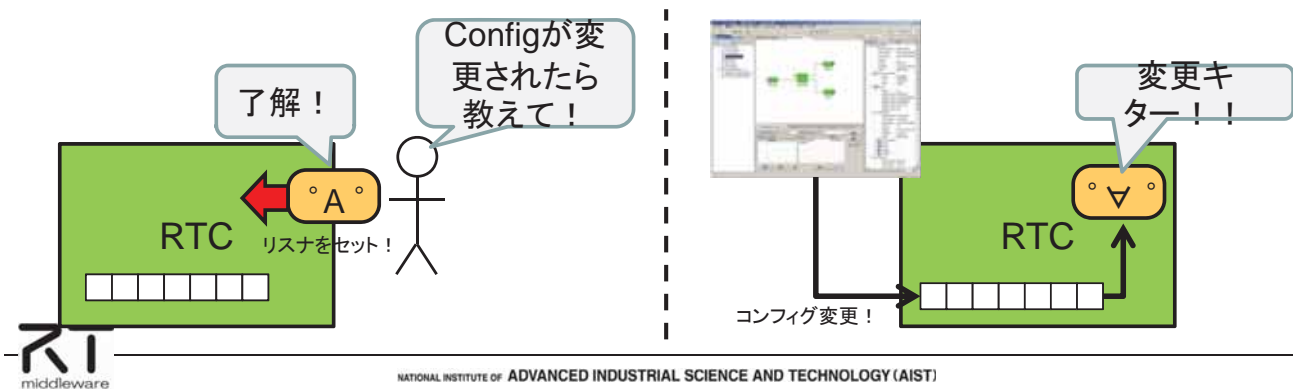 Configが変
更されたら
教えて！
了解！
° A °
RTC
リスナをセット！
変更キ
ター！！
° ∀ °
RTC
コンフィグ変更！
RT
middleware
NATIONAL INSTITUTE OF ADVANCED INDUSTRIAL SCIENCE AND TECHNOLOGY (AIST)